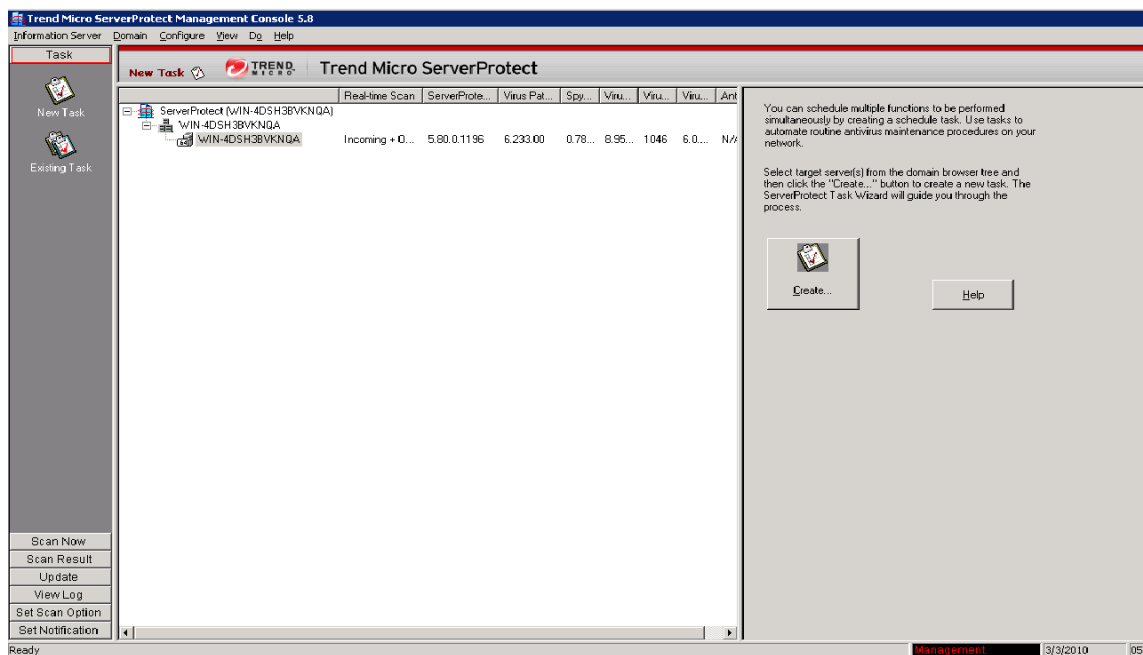 Trend Micro ServerProtect Management Console 5.8
Information Server Domain Configure View Do Help
Task
New Task
Existing Task
Scan Now
Scan Result
Update
View Log
Set Scan Option
Set Notification
New Task TREND MICRO Trend Micro ServerProtect
Real-time Scan ServerProte... Virus Pat... Spy... Viru... Viru... Viru... Ant
ServerProtect (WIN-4DSH3BVKNQA)
WIN-4DSH3BVKNQA
WIN-4DSH3BVKNQA Incoming + O... 5.80.0.1196 6.233.00 0.78... 8.95... 1046 6.0.... N/A
You can schedule multiple functions to be performed
simultaneously by creating a schedule task. Use tasks to
automate routine antivirus maintenance procedures on your
network.
Select target server(s) from the domain browser tree and
then click the "Create..." button to create a new task. The
ServerProtect Task Wizard will guide you through the
process.
Create...
Help
Ready Management 3/3/2010 05